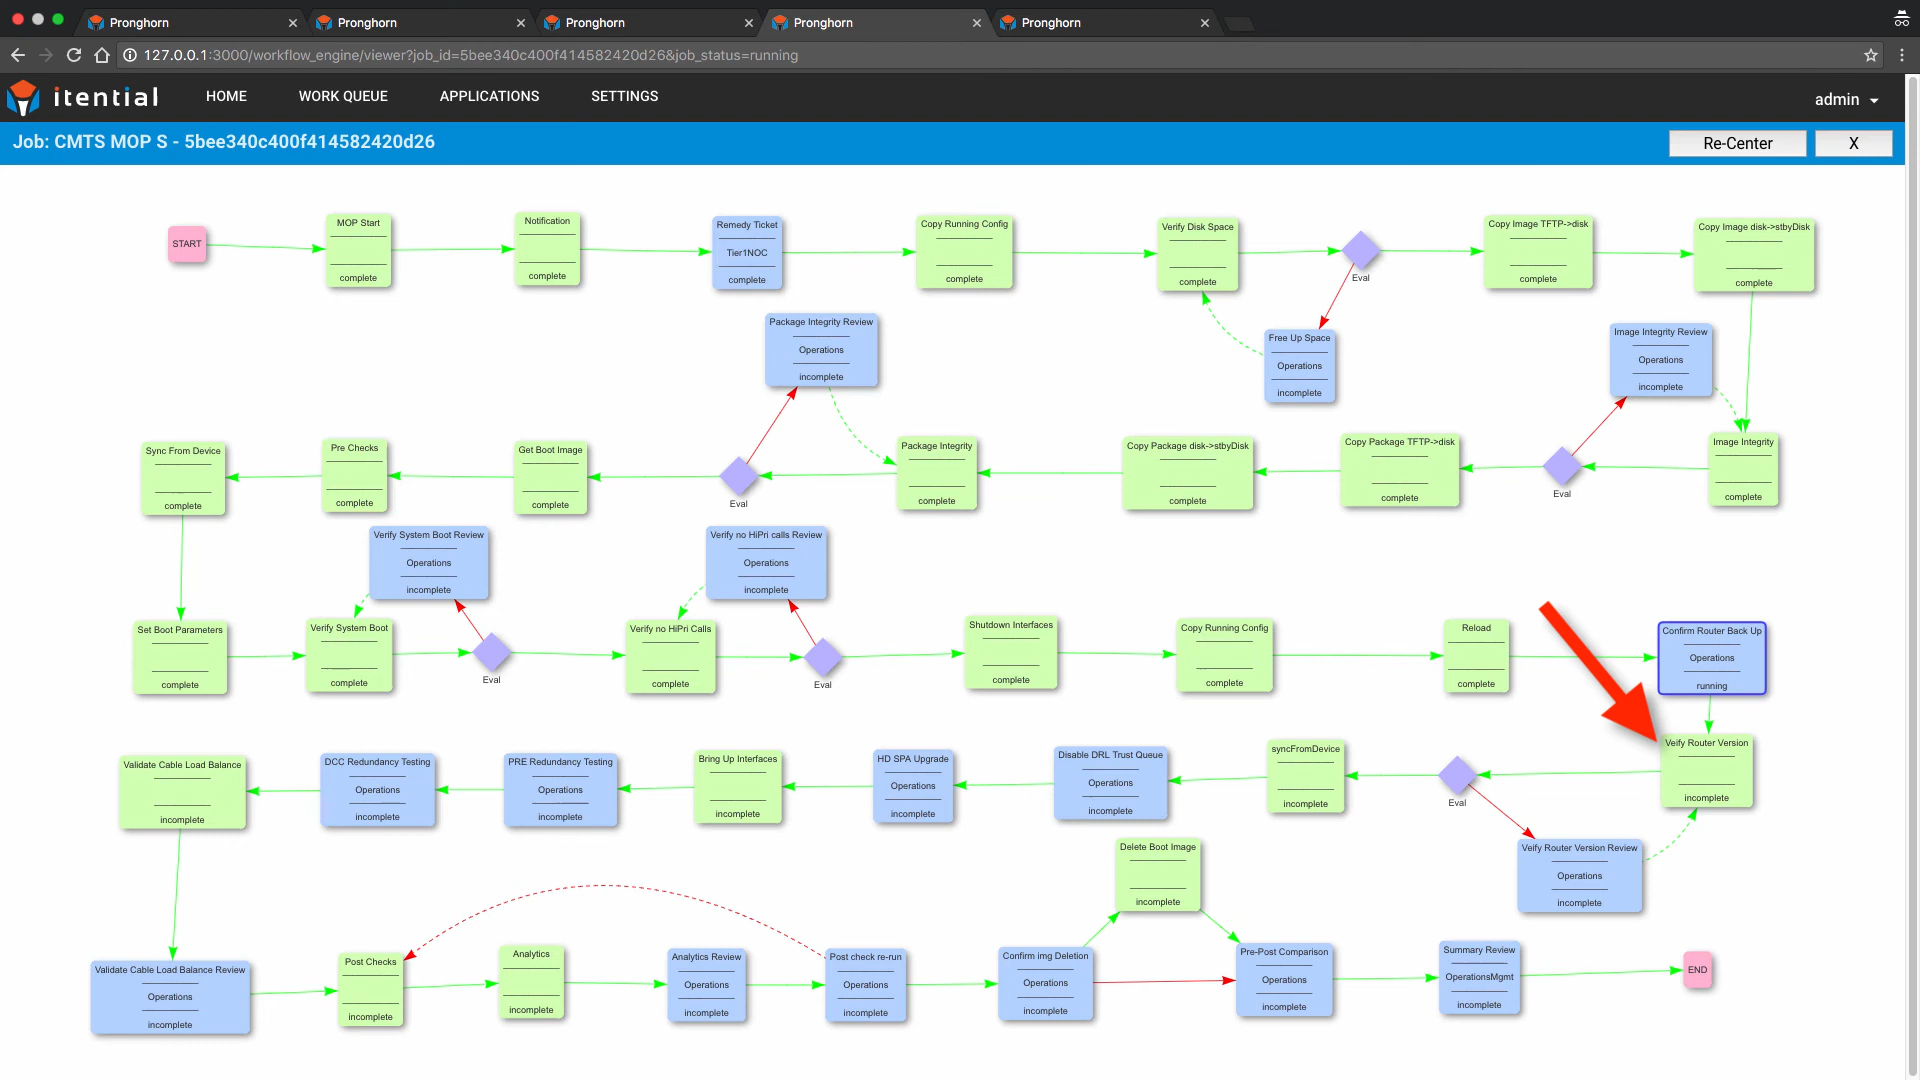 Pronghorn
Pronghorn
Pronghorn
Pronghorn
Pronghorn
127.0.0.1:3000/workflow_engine/viewer?job_id=5bee340c400f414582420d26&job_status=running
itential
HOME
WORK QUEUE
APPLICATIONS
SETTINGS
admin
Job: CMTS MOP S - 5bee340c400f414582420d26
Re-Center
X
START
MOP Start
complete
Notification
complete
Remedy Ticket
Tier1NOC
complete
Copy Running Config
complete
Verify Disk Space
complete
Eval
Copy Image TFTP->disk
complete
Copy Image disk->stbyDisk
complete
Package Integrity Review
Operations
incomplete
Free Up Space
Operations
incomplete
Image Integrity Review
Operations
incomplete
Sync From Device
complete
Pre Checks
complete
Get Boot Image
complete
Eval
Package Integrity
complete
Copy Package disk->stbyDisk
complete
Copy Package TFTP->disk
complete
Eval
Image Integrity
complete
Verify System Boot Review
Operations
incomplete
Verify no HiPri calls Review
Operations
incomplete
Set Boot Parameters
complete
Verify System Boot
complete
Eval
Verify no HiPri Calls
complete
Eval
Shutdown Interfaces
complete
Copy Running Config
complete
Reload
complete
Confirm Router Back Up
Operations
running
Validate Cable Load Balance
incomplete
DCC Redundancy Testing
Operations
incomplete
PRE Redundancy Testing
Operations
incomplete
Bring Up Interfaces
incomplete
HD SPA Upgrade
Operations
incomplete
Disable DRL Trust Queue
Operations
incomplete
syncFromDevice
incomplete
Eval
Veify Router Version
incomplete
Delete Boot Image
incomplete
Veify Router Version Review
Operations
incomplete
Validate Cable Load Balance Review
Operations
incomplete
Post Checks
incomplete
Analytics
incomplete
Analytics Review
Operations
incomplete
Post check re-run
Operations
incomplete
Confirm img Deletion
Operations
incomplete
Pre-Post Comparison
Operations
incomplete
Summary Review
OperationsMgmt
incomplete
END